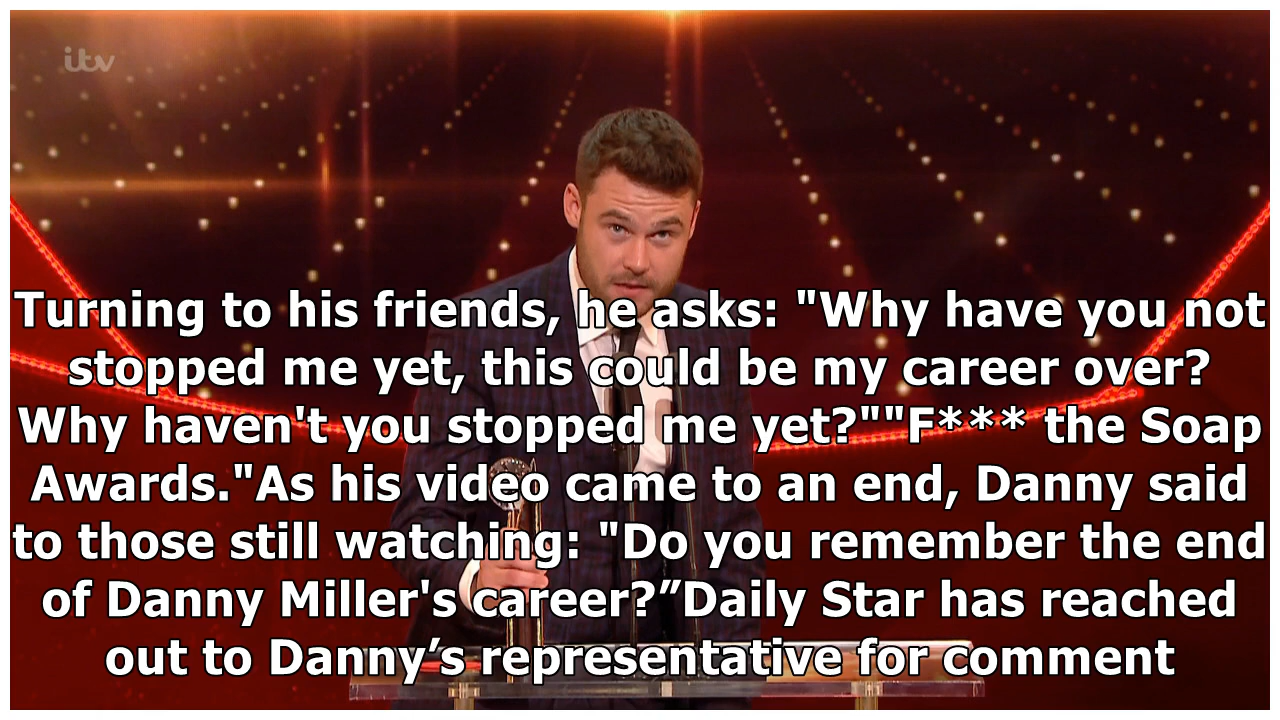 itv
Turning to his friends, he asks: "Why have you not
stopped me yet, this could be my career over?
Why haven't you stopped me yet?""F*** the Soap
Awards."As his video came to an end, Danny said
to those still watching: "Do you remember the end
of Danny Miller's career?”Daily Star has reached
out to Danny’s representative for comment